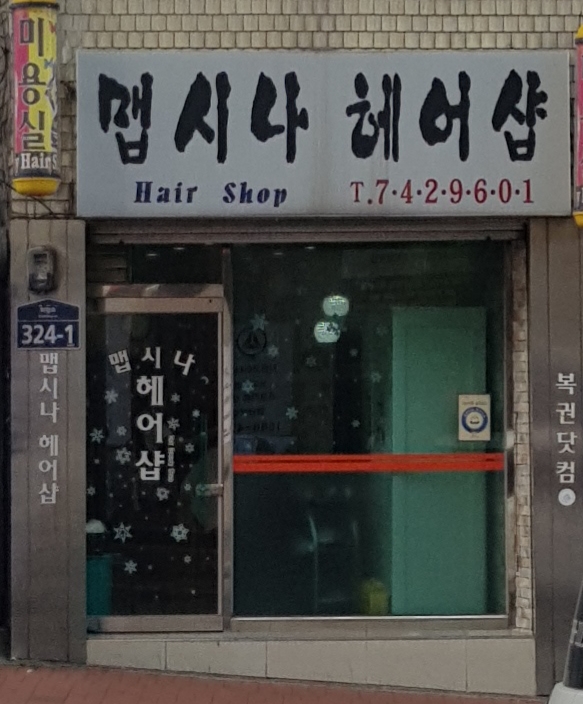 미용실
Hair
맵시나 헤어샵
Hair Shop
T.7·4·2·9·6·0·1
324-1
맵시나
헤어샵
맵시나 헤어샵
복권닷컴